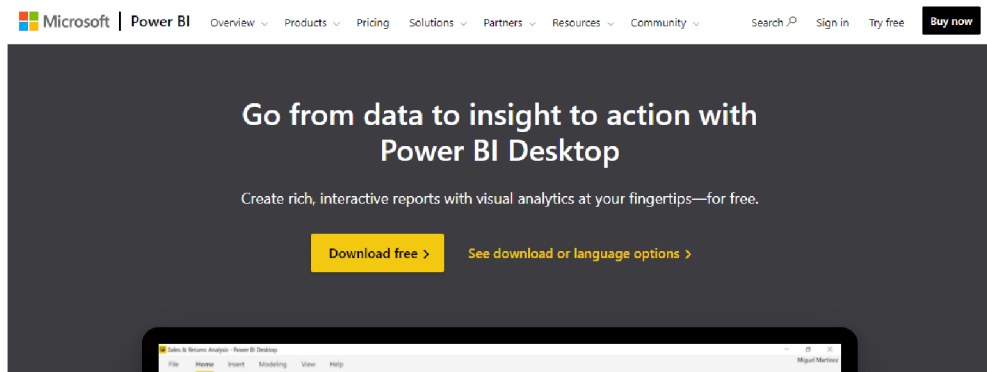 Microsoft Power BI Overview Products Pricing Solutions Partners Resources Community Search Sign in Try free Buy now
Go from data to insight to action with
Power BI Desktop
Create rich, interactive reports with visual analytics at your fingertips—for free.
Download free > See download or language options >
Sales & Returns Analysis - Power BI Desktop
Miguel Martinez
File Home Insert Modeling View Help